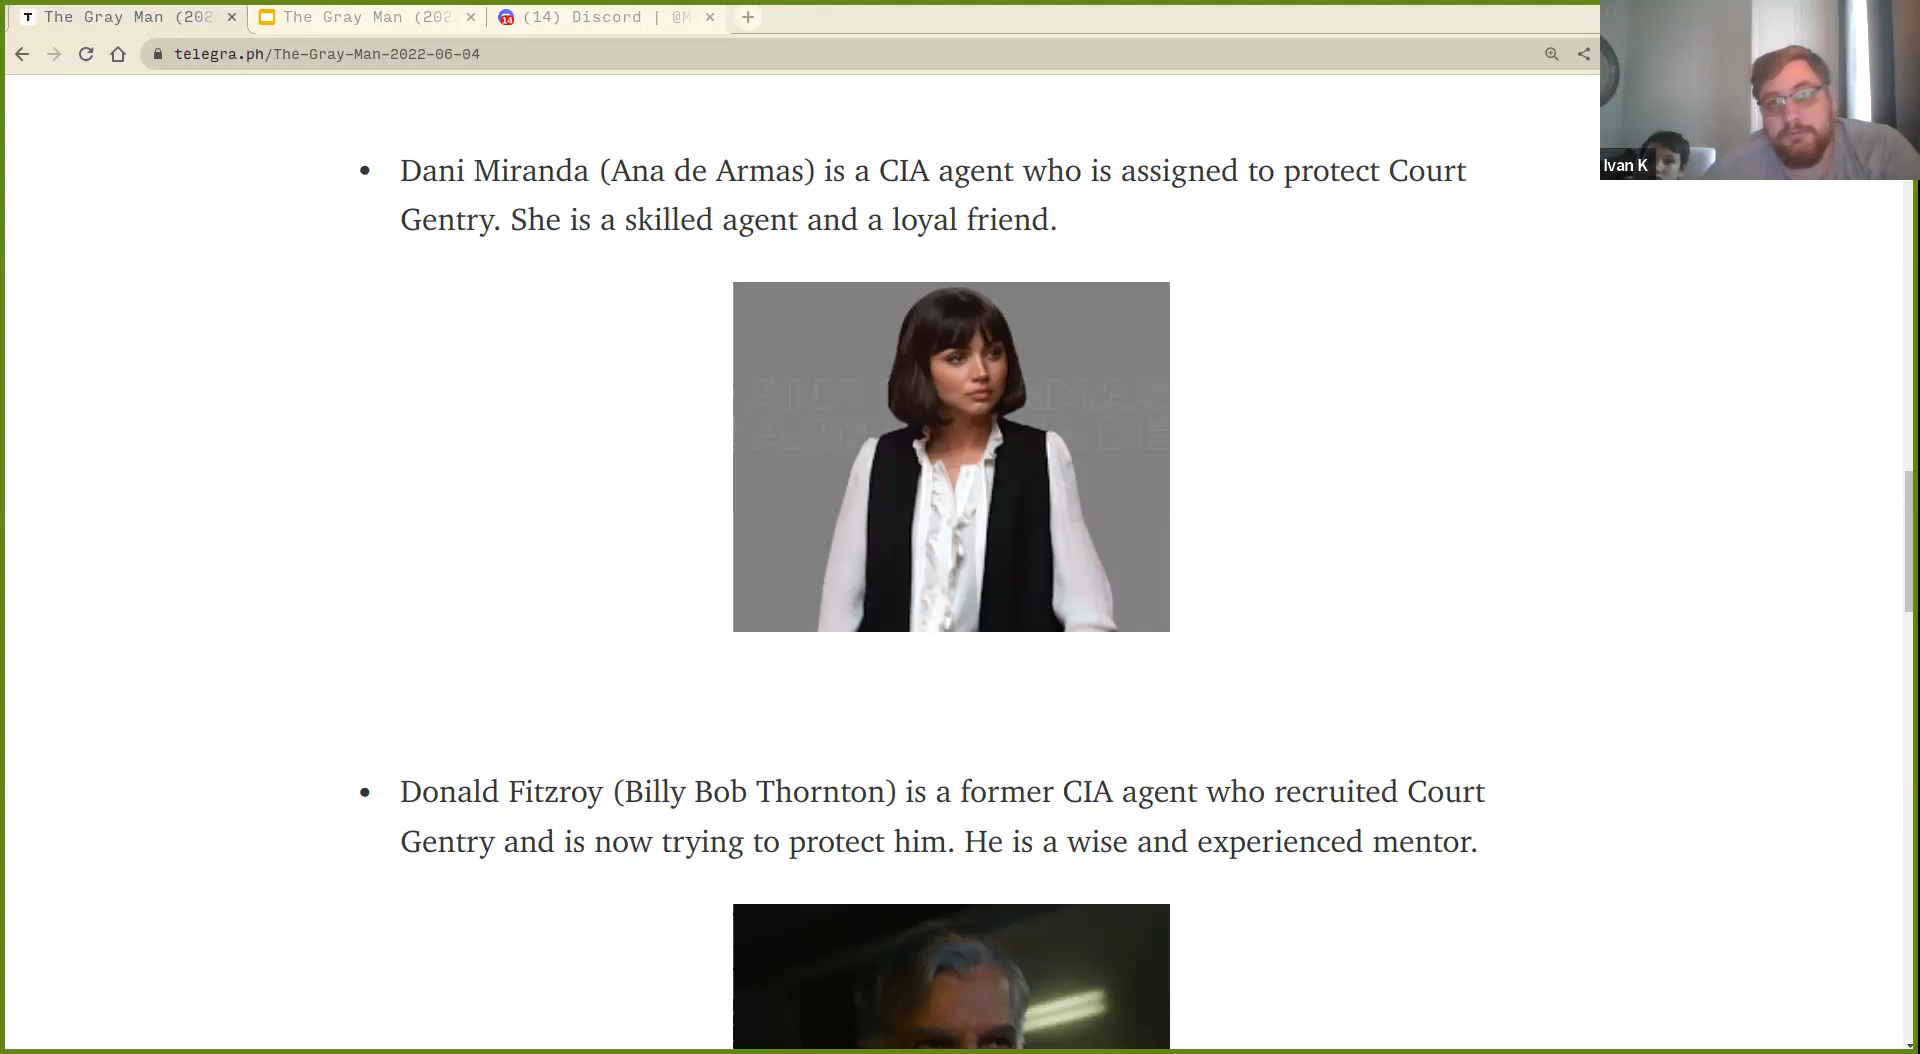 The Gray Man (202
The Gray Man (202
(14) Discord | @M
telegra.ph/The-Gray-Man-2022-06-04
Ivan K
• Dani Miranda (Ana de Armas) is a CIA agent who is assigned to protect Court
Gentry. She is a skilled agent and a loyal friend.
• Donald Fitzroy (Billy Bob Thornton) is a former CIA agent who recruited Court
Gentry and is now trying to protect him. He is a wise and experienced mentor.